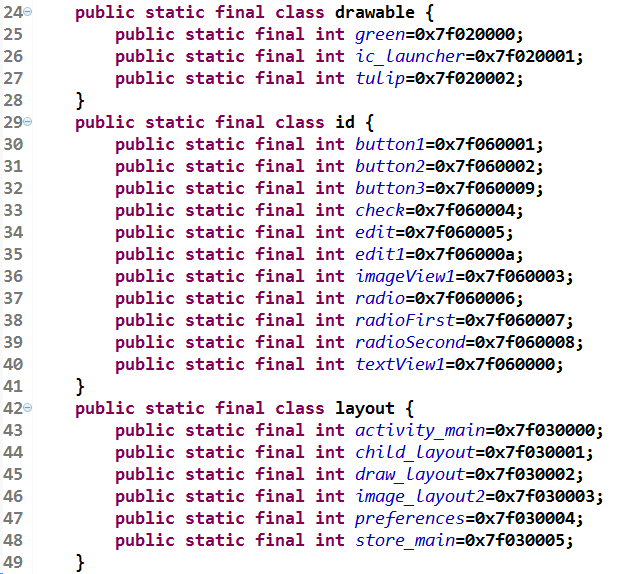 24 public static final class drawable {
25 public static final int green=0x7f020000;
26 public static final int ic_launcher=0x7f020001;
27 public static final int tulip=0x7f020002;
28 }
29 public static final class id {
30 public static final int button1=0x7f060001;
31 public static final int button2=0x7f060002;
32 public static final int button3=0x7f060009;
33 public static final int check=0x7f060004;
34 public static final int edit=0x7f060005;
35 public static final int edit1=0x7f06000a;
36 public static final int imageView1=0x7f060003;
37 public static final int radio=0x7f060006;
38 public static final int radioFirst=0x7f060007;
39 public static final int radioSecond=0x7f060008;
40 public static final int textView1=0x7f060000;
41 }
42 public static final class layout {
43 public static final int activity_main=0x7f030000;
44 public static final int child_layout=0x7f030001;
45 public static final int draw_layout=0x7f030002;
46 public static final int image_layout2=0x7f030003;
47 public static final int preferences=0x7f030004;
48 public static final int store_main=0x7f030005;
49 }